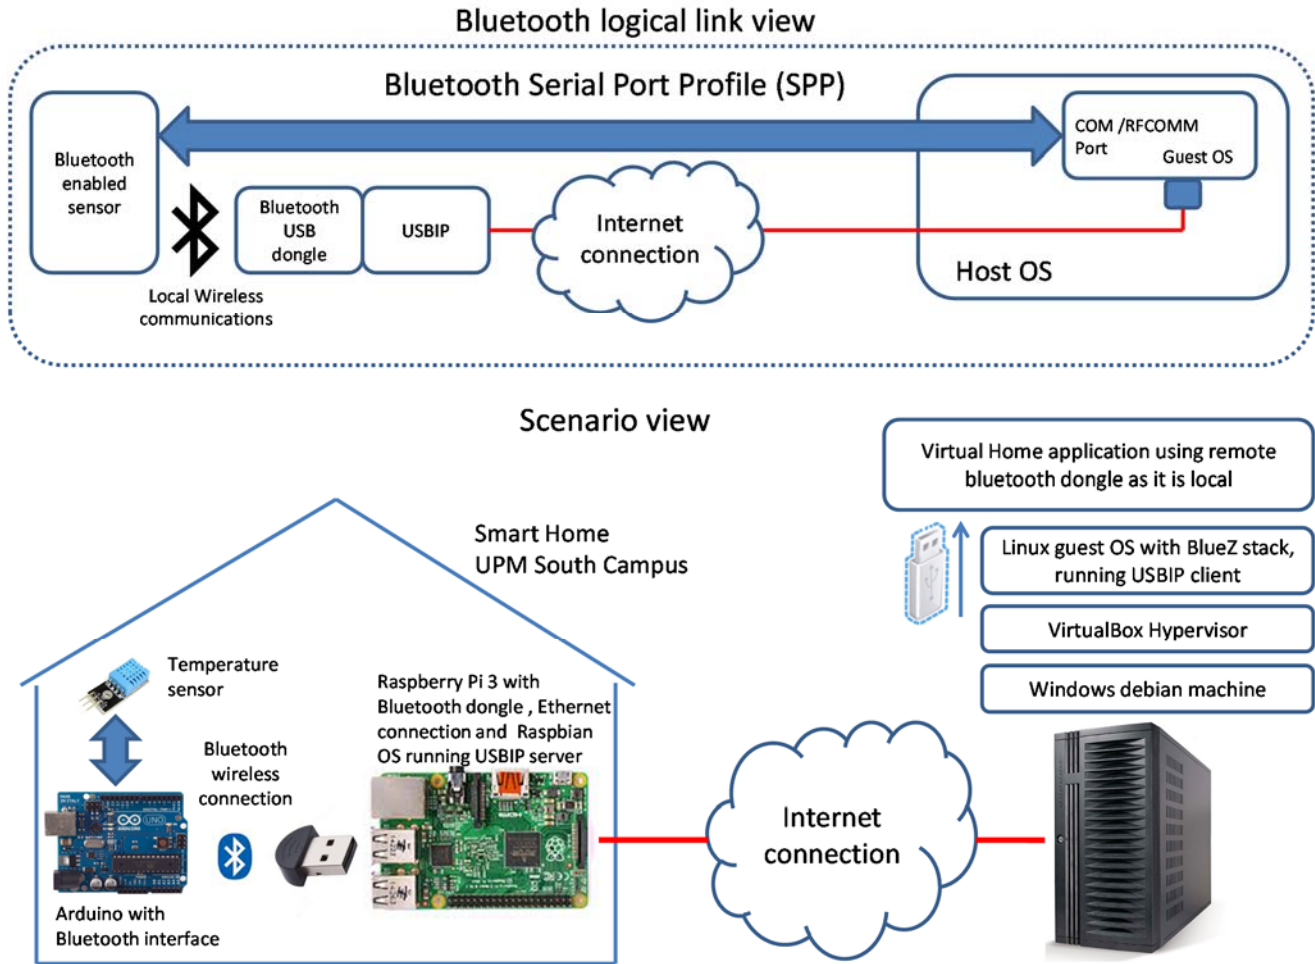 Bluetooth logical link view
Bluetooth Serial Port Profile (SPP)
Bluetooth
enabled
sensor
COM /RFCOMM
Port
Guest OS
Bluetooth
USB
dongle
USBIP
Internet
connection
Host OS
Local Wireless
communications
Scenario view
Virtual Home application using remote
bluetooth dongle as it is local
Smart Home
UPM South Campus
Linux guest OS with BlueZ stack,
running USBIP client
VirtualBox Hypervisor
Windows debian machine
Temperature
sensor
Raspberry Pi 3 with
Bluetooth dongle , Ethernet
connection and Raspbian
OS running USBIP server
Bluetooth
wireless
connection
UNO
Internet
connection
Arduino with
Bluetooth interface